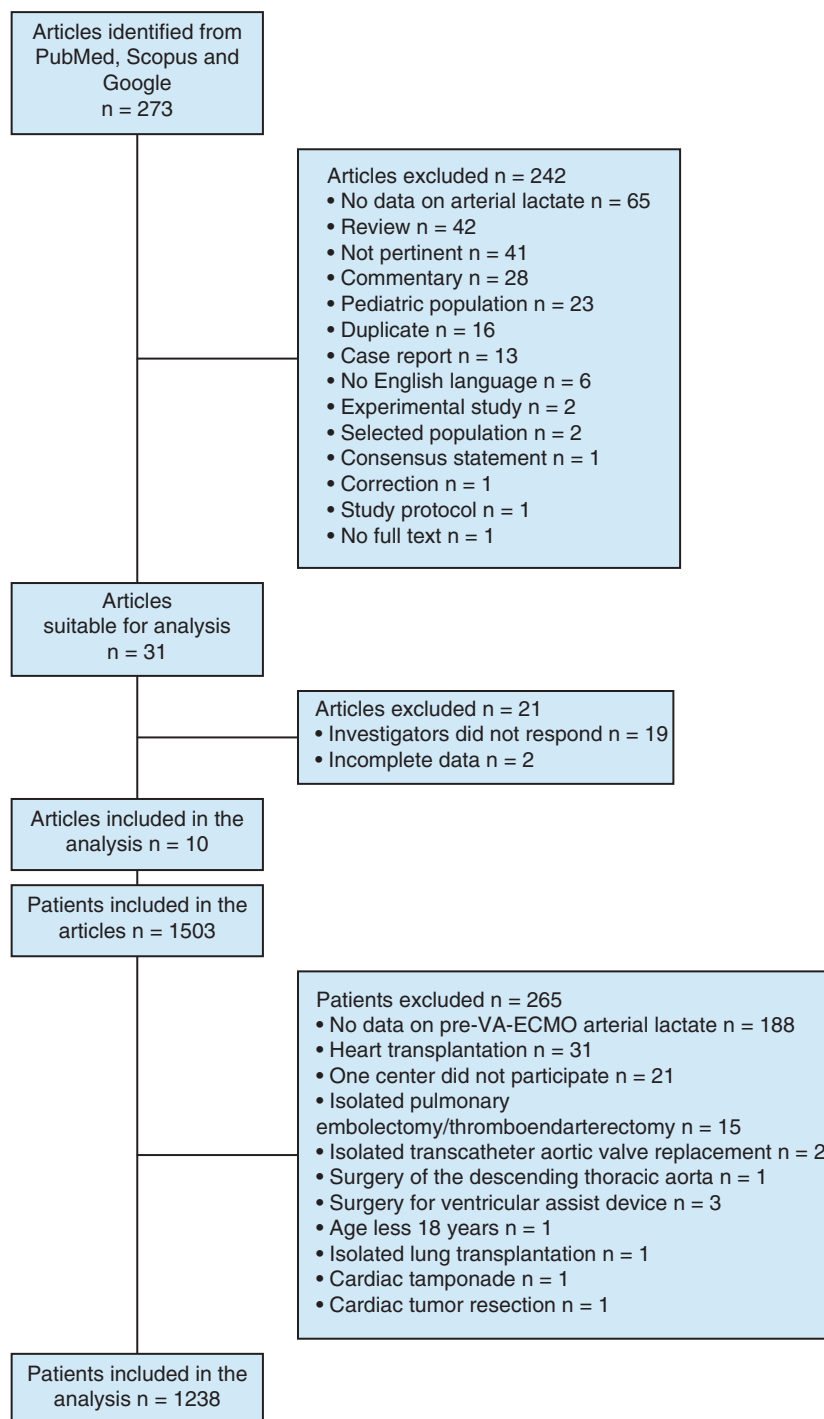 Articles identified from
PubMed, Scopus and
Google
n = 273
Articles excluded n = 242
• No data on arterial lactate n = 65
• Review n = 42
• Not pertinent n = 41
• Commentary n = 28
• Pediatric population n = 23
• Duplicate n = 16
• Case report n = 13
• No English language n = 6
• Experimental study n = 2
• Selected population n = 2
• Consensus statement n = 1
• Correction n = 1
• Study protocol n = 1
• No full text n = 1
Articles
suitable for analysis
n = 31
Articles excluded n = 21
• Investigators did not respond n = 19
• Incomplete data n = 2
Articles included in the
analysis n = 10
Patients included in the
articles n = 1503
Patients excluded n = 265
• No data on pre-VA-ECMO arterial lactate n = 188
• Heart transplantation n = 31
• One center did not participate n = 21
• Isolated pulmonary
embolectomy/thromboendarterectomy n = 15
• Isolated transcatheter aortic valve replacement n = 2
• Surgery of the descending thoracic aorta n = 1
• Surgery for ventricular assist device n = 3
• Age less 18 years n = 1
• Isolated lung transplantation n = 1
• Cardiac tamponade n = 1
• Cardiac tumor resection n = 1
Patients included in the
analysis n = 1238